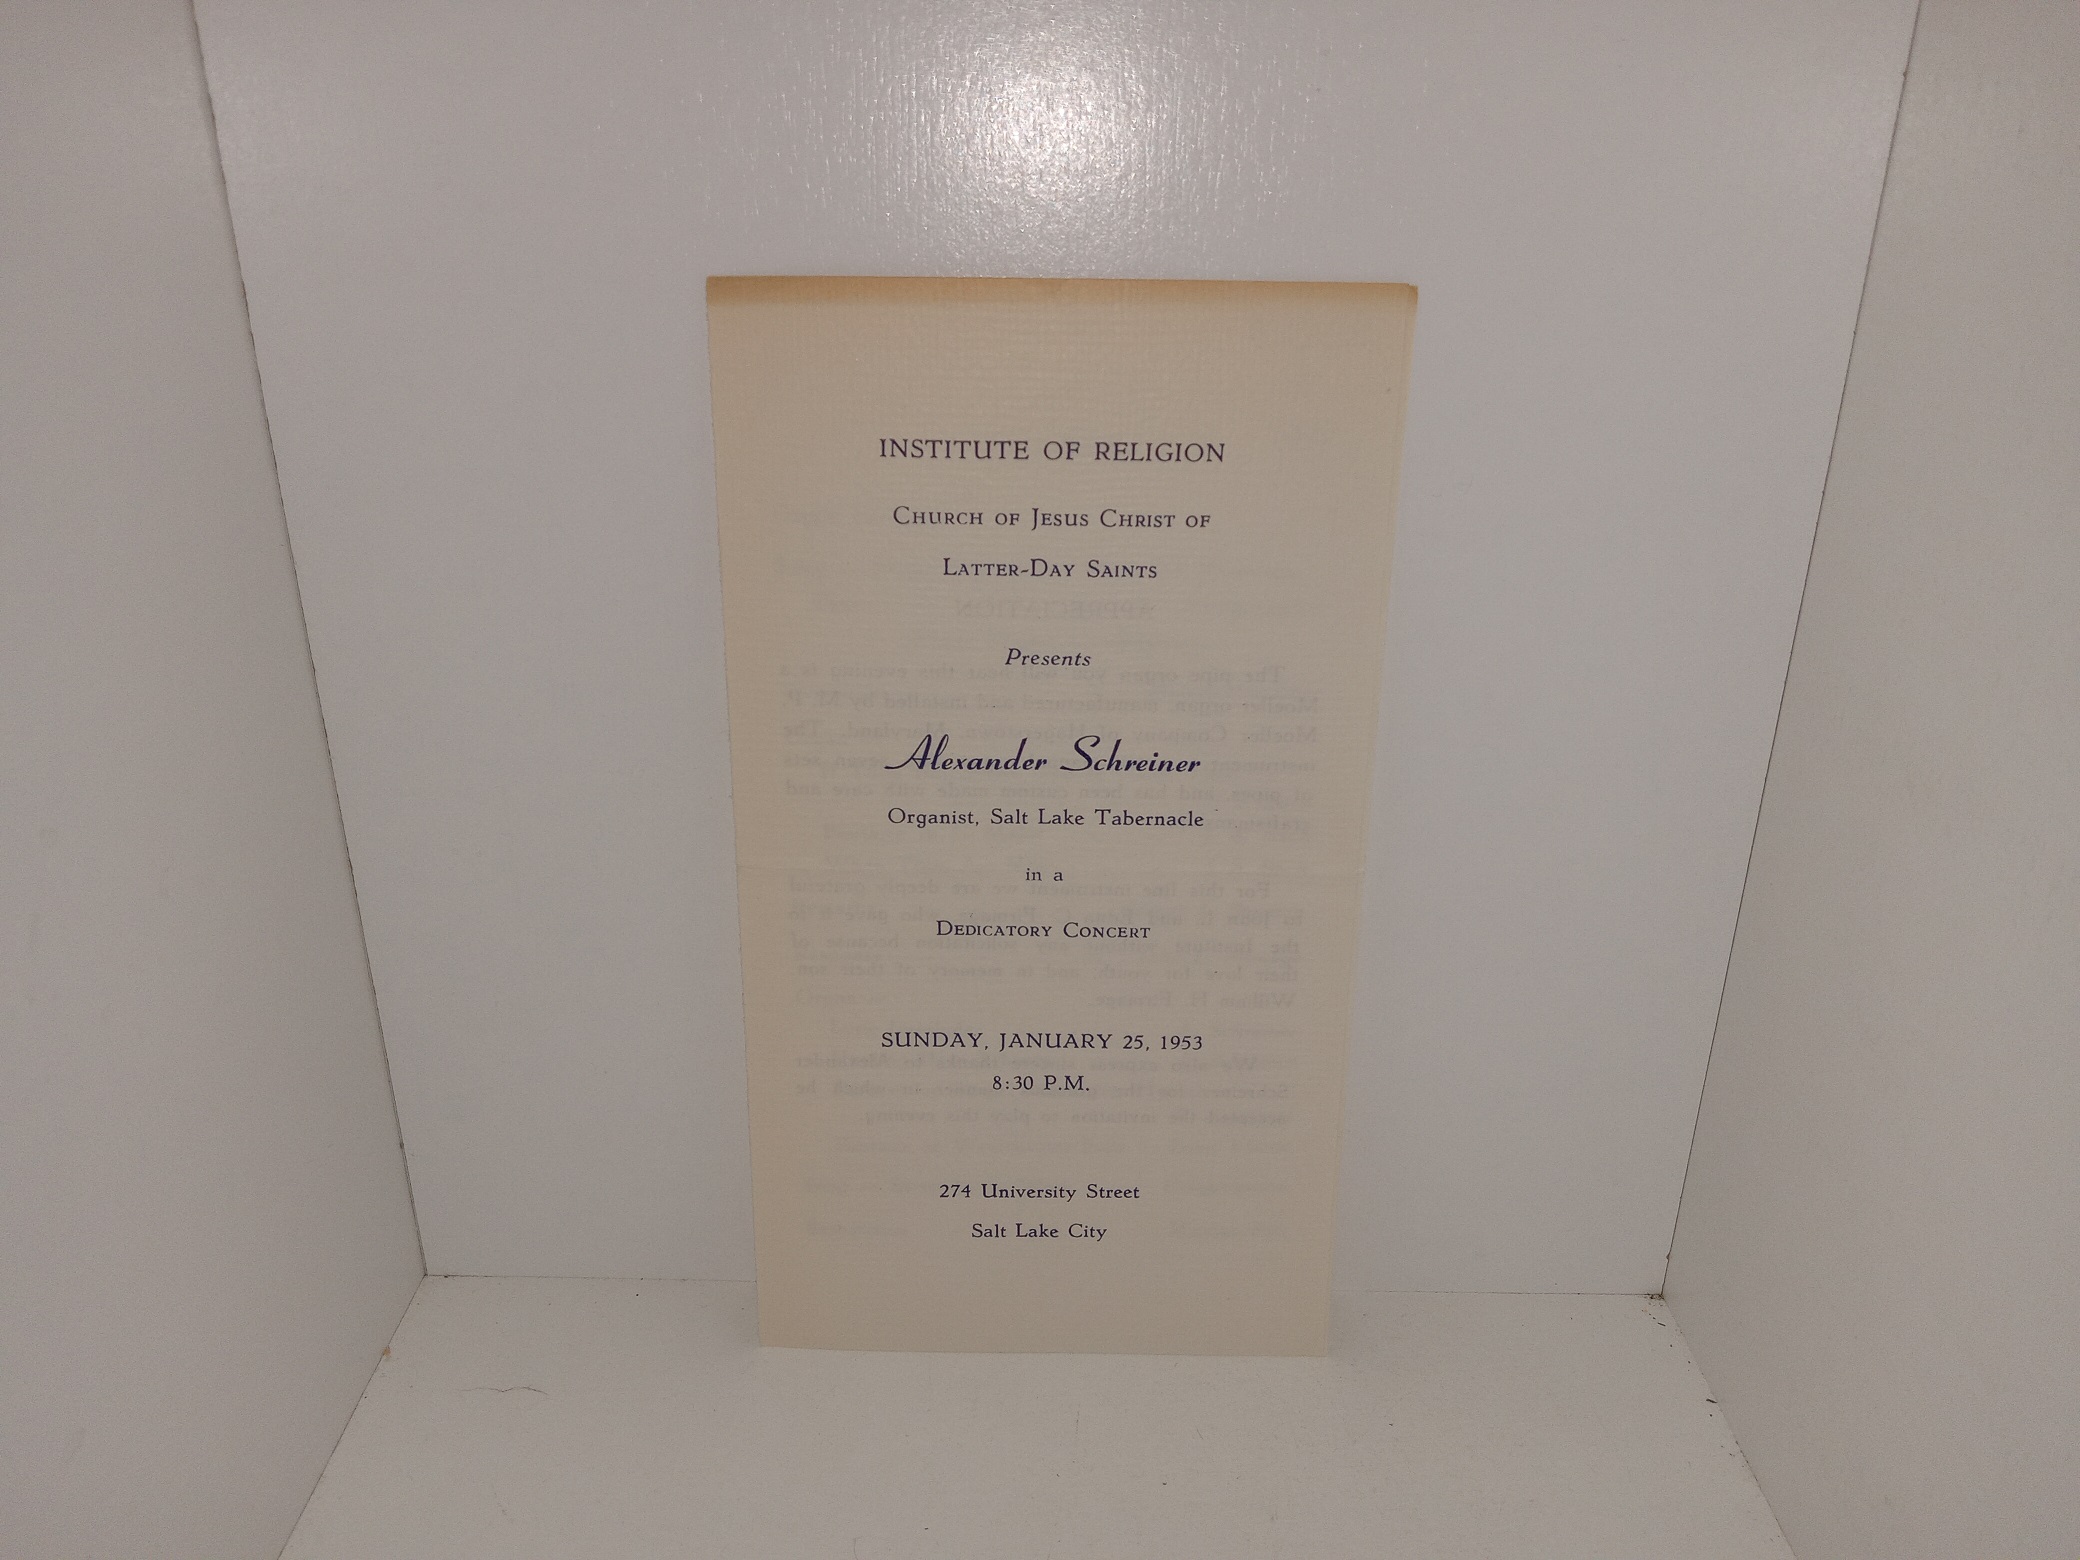 INSTITUTE OF RELIGION
CHURCH OF JESUS CHRIST OF
LATTER-DAY SAINTS
Presents
Alexander Schreiner
Organist, Salt Lake Tabernacle
in a
DEDICATORY CONCERT
SUNDAY, JANUARY 25, 1953
8:30 P.M.
274 University Street
Salt Lake City